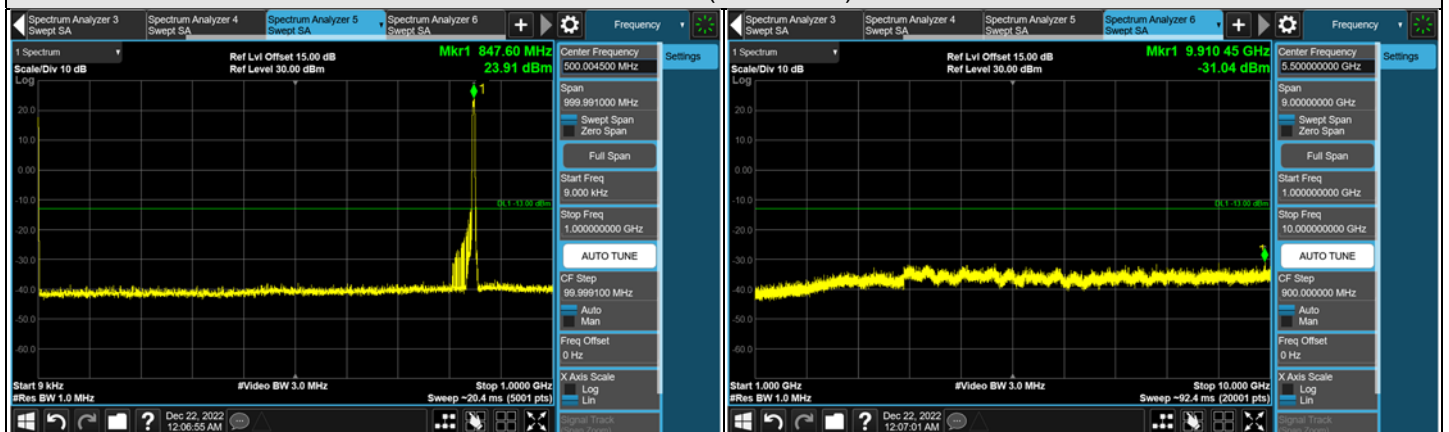 Spectrum Analyzer 3
Swept SA
Spectrum Analyzer 4
Swept SA
Spectrum Analyzer 5
Swept SA
Spectrum Analyzer 6
Swept SA
Frequency
1 Spectrum
Scale/Div 10 dB
Log
Ref Lvl Offset 15.00 dB
Ref Level 30.00 dBm
Mkr1 847.60 MHz
23.91 dBm
1
20.0
10.0
0.00
-10.0
-20.0
-30.0
-40.0
-50.0
-60.0
DL1 -13.00 dBm
Start 9 kHz
#Res BW 1.0 MHz
#Video BW 3.0 MHz
Stop 1.0000 GHz
Sweep ~20.4 ms (5001 pts)
Dec 22, 2022
12:06:55 AM
Center Frequency
500.004500 MHz
Settings
Span
999.991000 MHz
Swept Span
Zero Span
Full Span
Start Freq
9.000 kHz
Stop Freq
1.000000000 GHz
AUTO TUNE
CF Step
99.999100 MHz
Auto
Man
Freq Offset
0 Hz
X Axis Scale
Log
Lin
Signal Track
(Span Zoom)
Spectrum Analyzer 3
Swept SA
Spectrum Analyzer 4
Swept SA
Spectrum Analyzer 5
Swept SA
Spectrum Analyzer 6
Swept SA
Frequency
1 Spectrum
Scale/Div 10 dB
Log
Ref Lvl Offset 15.00 dB
Ref Level 30.00 dBm
Mkr1 9.910 45 GHz
-31.04 dBm
1
20.0
10.0
0.00
-10.0
-20.0
-30.0
-40.0
-50.0
-60.0
DL1 -13.00 dBm
Start 1.000 GHz
#Res BW 1.0 MHz
#Video BW 3.0 MHz
Stop 10.000 GHz
Sweep ~92.4 ms (20001 pts)
Dec 22, 2022
12:07:01 AM
Center Frequency
5.500000000 GHz
Settings
Span
9.00000000 GHz
Swept Span
Zero Span
Full Span
Start Freq
1.000000000 GHz
Stop Freq
10.000000000 GHz
AUTO TUNE
CF Step
900.000000 MHz
Auto
Man
Freq Offset
0 Hz
X Axis Scale
Log
Lin
Signal Track
(Span Zoom)